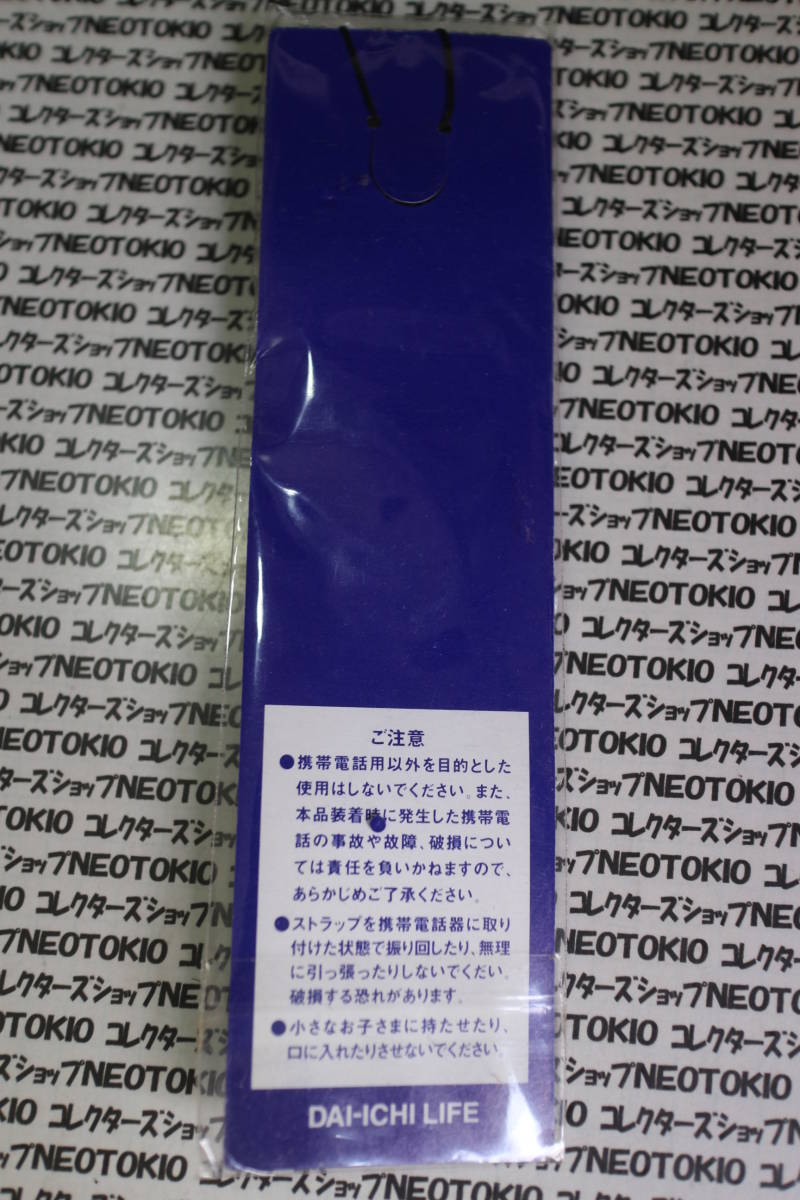 ご注意
●携帯電話用以外を目的とした
使用はしないでください。また、
本品装着時に発生した携帯電
話の事故や故障、破損につい
ては責任を負いかねますので、
あらかじめご了承ください。
●ストラップを携帯電話器に取り
付けた状態で振り回したり、無理
に引っ張ったりしないでくだい。
破損する恐れがあります。
●小さなお子さまに持たせたり、
口に入れたりさせないでください。
DAI-ICHI LIFE
コレクターズショップNEOTOKIO